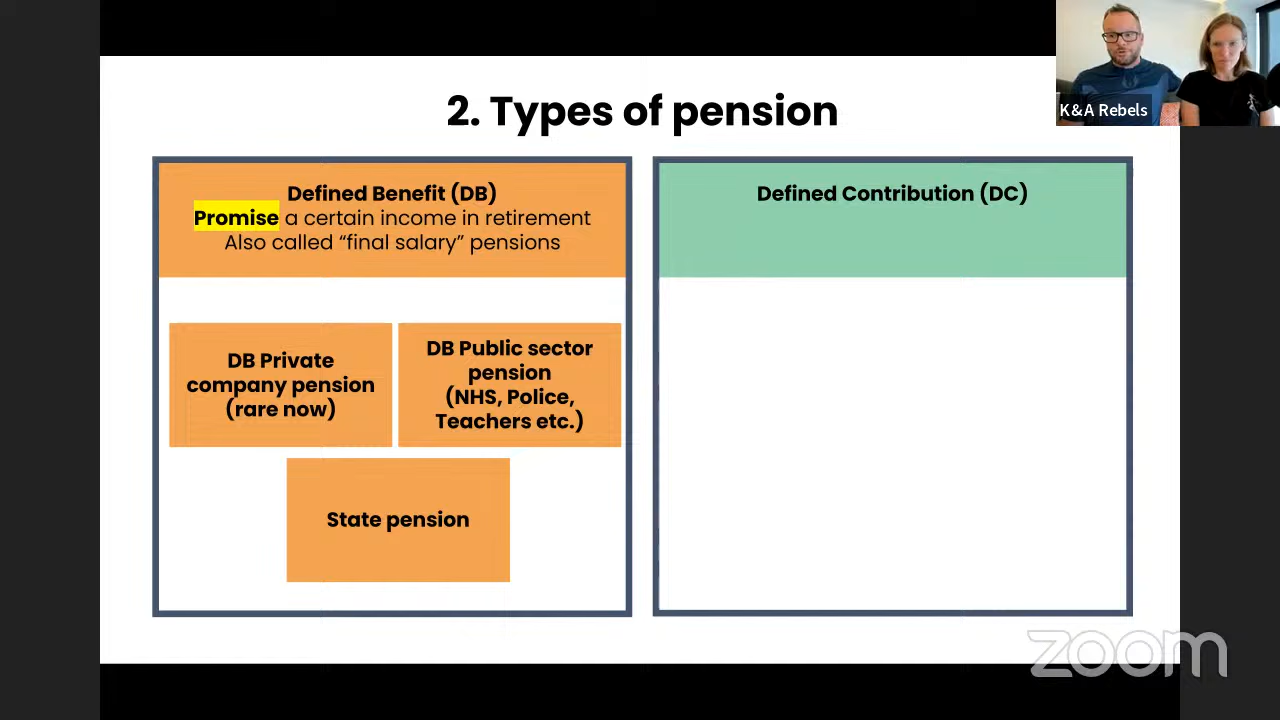 K&A Rebels
2. Types of pension
Defined Benefit (DB)
Promise a certain income in retirement
Also called “final salary” pensions
DB Private
company pension
(rare now)
DB Public sector
pension
(NHS, Police,
Teachers etc.)
State pension
Defined Contribution (DC)
zoom